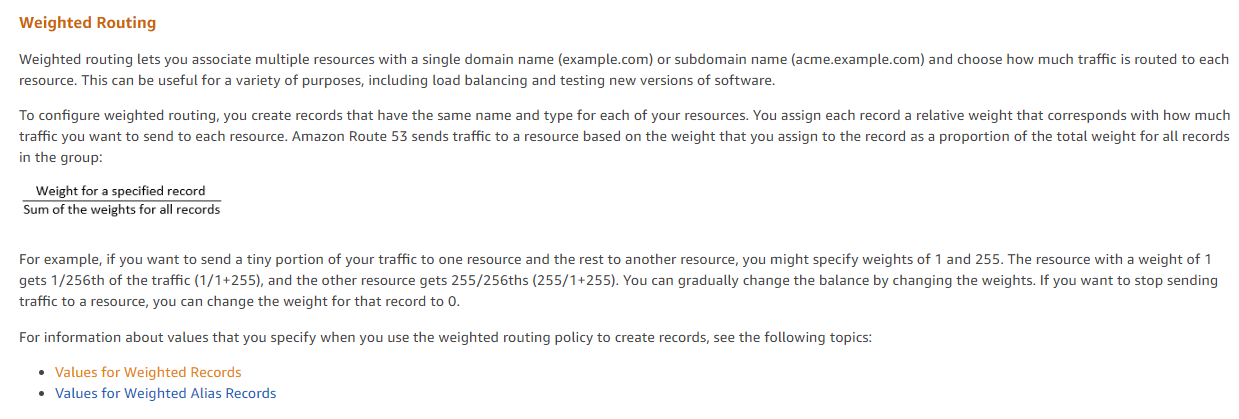 Weighted Routing
Weighted routing lets you associate multiple resources with a single domain name (example.com) or subdomain name (acme.example.com) and choose how much traffic is routed to each
resource. This can be useful for a variety of purposes, including load balancing and testing new versions of software.
To configure weighted routing, you create records that have the same name and type for each of your resources. You assign each record a relative weight that corresponds with how much
traffic you want to send to each resource. Amazon Route 53 sends traffic to a resource based on the weight that you assign to the record as a proportion of the total weight for all records
in the group:
Weight for a specified record
Sum of the weights for all records
For example, if you want to send a tiny portion of your traffic to one resource and the rest to another resource, you might specify weights of 1 and 255. The resource with a weight of 1
gets 1/256th of the traffic (1/1+255), and the other resource gets 255/256ths (255/1+255). You can gradually change the balance by changing the weights. If you want to stop sending
traffic to a resource, you can change the weight for that record to 0.
For information about values that you specify when you use the weighted routing policy to create records, see the following topics:
• Values for Weighted Records
• Values for Weighted Alias Records